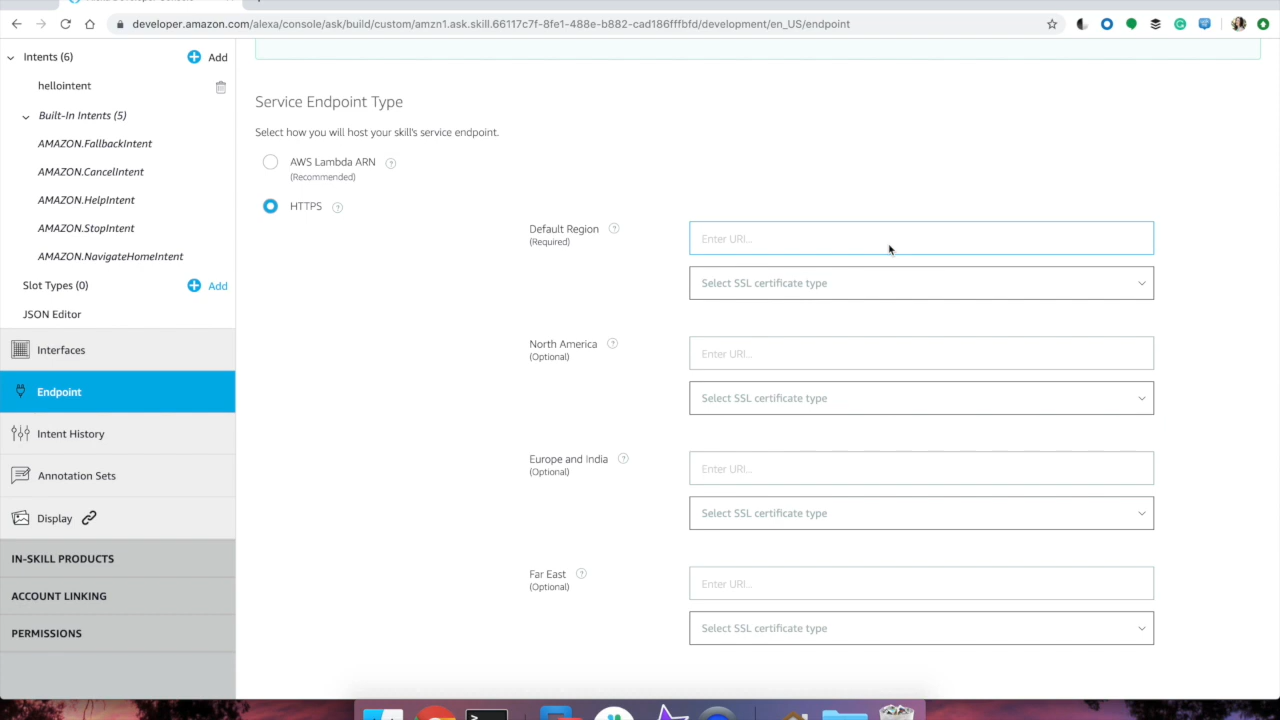 developer.amazon.com/alexa/console/ask/build/custom/amzn1.ask.skill.66117c7f-8fe1-488e-b882-cad186fffbfd/development/en_US/endpoint
Intents (6)
Add
hellointent
Built-In Intents (5)
AMAZON.FallbackIntent
AMAZON.CancelIntent
AMAZON.HelpIntent
AMAZON.StopIntent
AMAZON.NavigateHomeIntent
Slot Types (0)
Add
JSON Editor
Interfaces
Endpoint
Intent History
Annotation Sets
Display
IN-SKILL PRODUCTS
ACCOUNT LINKING
PERMISSIONS
Service Endpoint Type
Select how you will host your skill's service endpoint.
AWS Lambda ARN ?
(Recommended)
HTTPS ?
Default Region ?
(Required)
Enter URI...
Select SSL certificate type
North America ?
(Optional)
Enter URI...
Select SSL certificate type
Europe and India ?
(Optional)
Enter URI...
Select SSL certificate type
Far East ?
(Optional)
Enter URI...
Select SSL certificate type